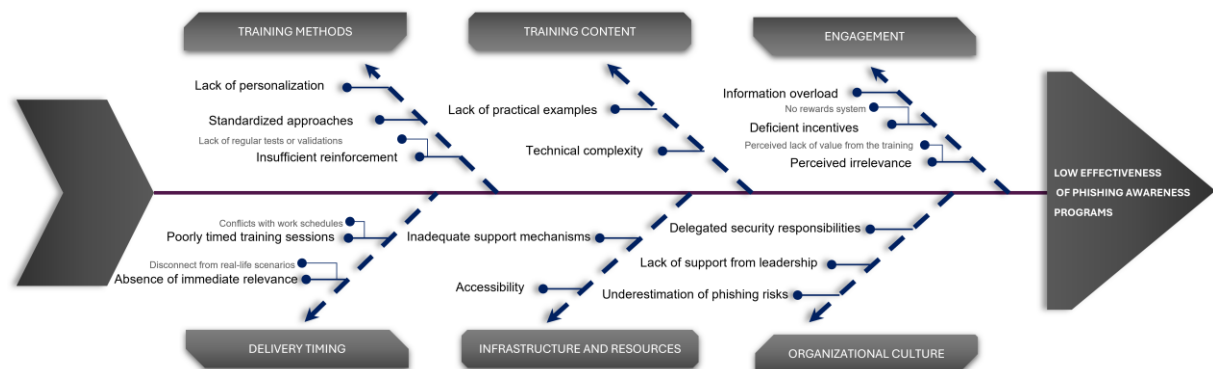 TRAINING METHODS
TRAINING CONTENT
ENGAGEMENT
Lack of personalization
Standardized approaches
Lack of regular tests or validations
Insufficient reinforcement
Lack of practical examples
Technical complexity
Information overload
No rewards system
Deficient incentives
Perceived lack of value from the training
Perceived irrelevance
LOW EFFECTIVENESS
OF PHISHING AWARENESS
PROGRAMS
Conflicts with work schedules
Poorly timed training sessions
Disconnect from real-life scenarios
Absence of immediate relevance
Inadequate support mechanisms
Accessibility
Delegated security responsibilities
Lack of support from leadership
Underestimation of phishing risks
DELIVERY TIMING
INFRASTRUCTURE AND RESOURCES
ORGANIZATIONAL CULTURE